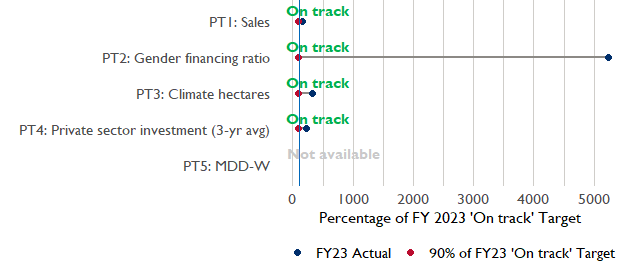 On track
PT1: Sales
On track
PT2: Gender financing ratio
On track
PT3: Climate hectares
On track
PT4: Private sector investment (3-yr avg)
Not available
PT5: MDD-W
0 1000 2000 3000 4000 5000
Percentage of FY 2023 'On track' Target
FY23 Actual 90% of FY23 'On track' Target